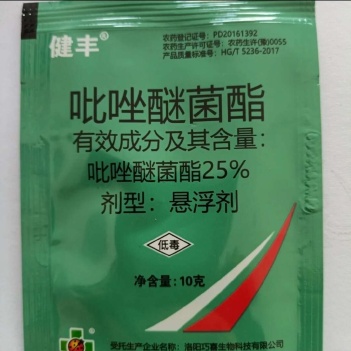 健丰®
农药登记证号：PD20161392
农药生产许可证号：农药生许(豫)0055
产品质量标准号：HG/T 5236-2017
吡唑醚菌酯
有效成分及其含量：
吡唑醚菌酯25%
剂型：悬浮剂
低毒
净含量：10克
受托生产企业名称：洛阳巧喜生物科技有限公司